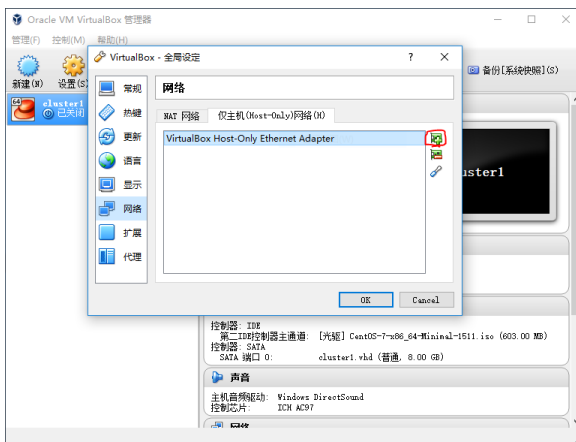 Oracle VM VirtualBox 管理器
管理(F) 控制(M) 帮助(H)
新建(N) 设置(S) 备份[系统快照](S)
64 cluster1
已关闭
VirtualBox - 全局设定 ?
常规
热键
更新
语言
显示
网络
扩展
代理
网络
NAT 网络 仅主机(Host-Only)网络(H)
VirtualBox Host-Only Ethernet Adapter
OK Cancel
luster1
控制器: IDE
第二IDE控制器主通道: [光驱] CentOS-7-x86_64-Minimal-1511.iso (603.00 MB)
控制器: SATA
SATA 端口 0: cluster1.vhd (普通, 8.00 GB)
声音
主机音频驱动: Windows DirectSound
控制芯片: ICH AC97
网络